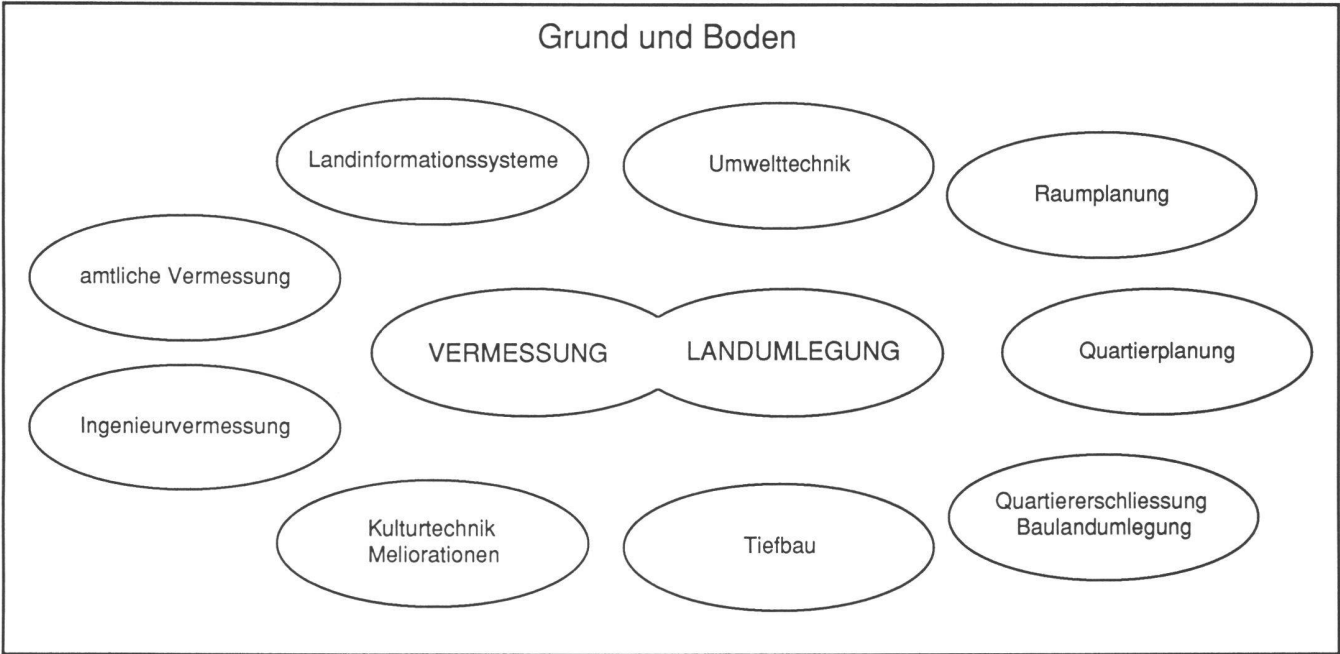 Grund und Boden
Landinformationssysteme
Umwelttechnik
Raumplanung
amtliche Vermessung
VERMESSUNG
LANDUMLEGUNG
Quartierplanung
Ingenieurvermessung
Kulturtechnik
Meliorationen
Tiefbau
Quartiererschliessung
Baulandumlegung